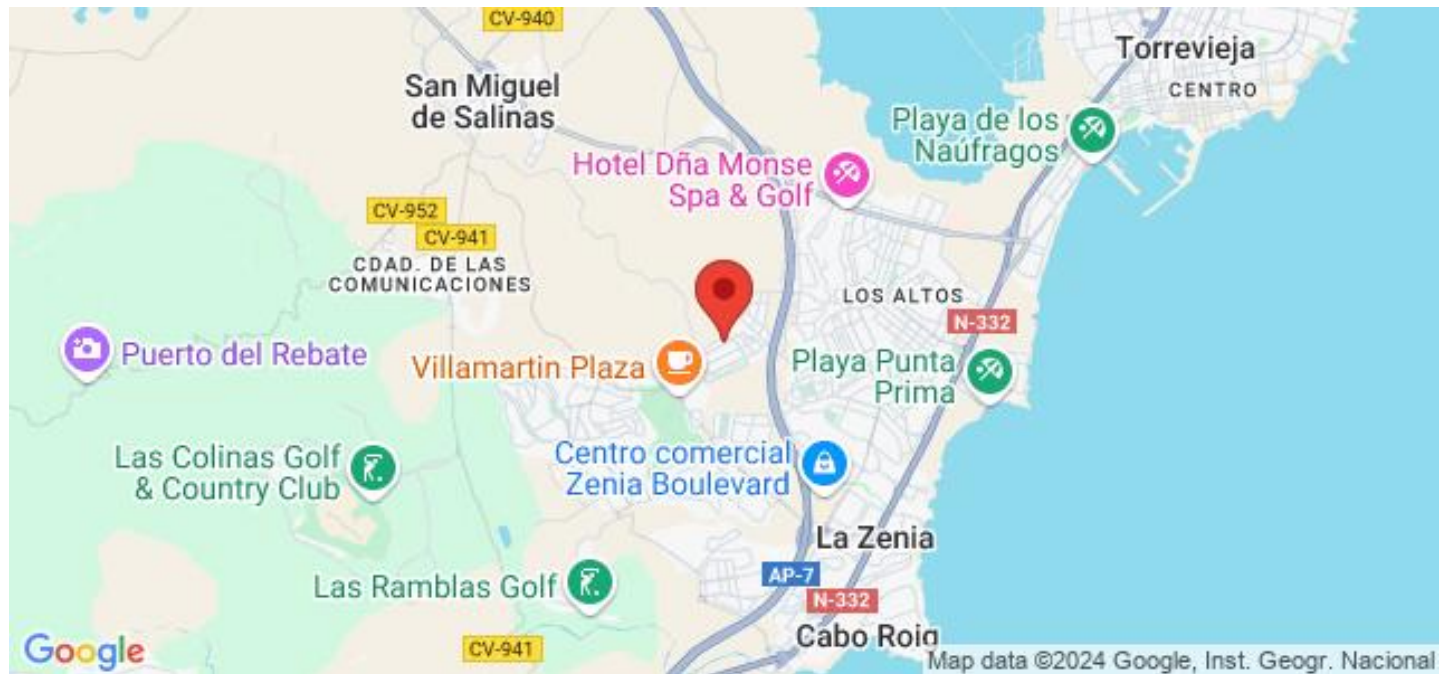 CV-940
Torrevieja
CENTRO
San Miguel
de Salinas
Playa de los
Naúfragos
Hotel Dña Monse
Spa & Golf
CV-952
CV-941
CDAD. DE LAS
COMUNICACIONES
LOS ALTOS
N-332
Puerto del Rebate
Villamartin Plaza
Playa Punta
Prima
Las Colinas Golf
& Country Club
Centro comercial
Zenia Boulevard
La Zenia
Las Ramblas Golf
AP-7
N-332
Cabo Roig
Google
CV-941
Map data ©2024 Google, Inst. Geogr. Nacional